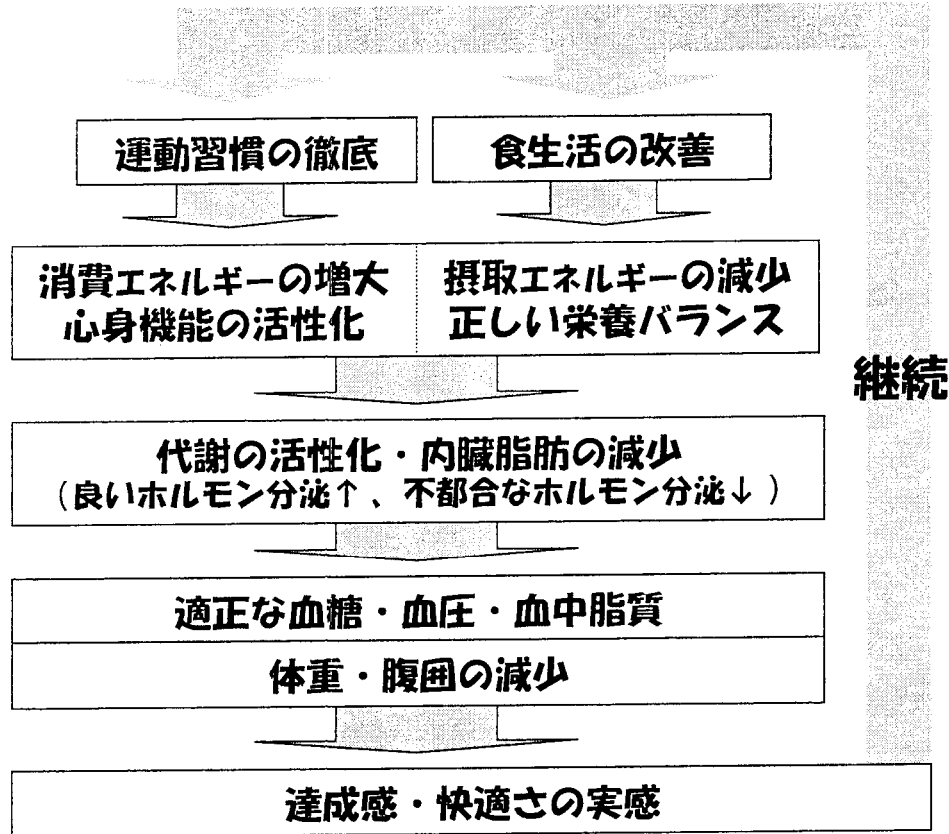 運動習慣の徹底
食生活の改善
消費エネルギーの増大
心身機能の活性化
摂取エネルギーの減少
正しい栄養バランス
継続
代謝の活性化・内臓脂肪の減少
（良いホルモン分泌↑、不都合なホルモン分泌↓）
適正な血糖・血圧・血中脂質
体重・腹囲の減少
達成感・快適さの実感